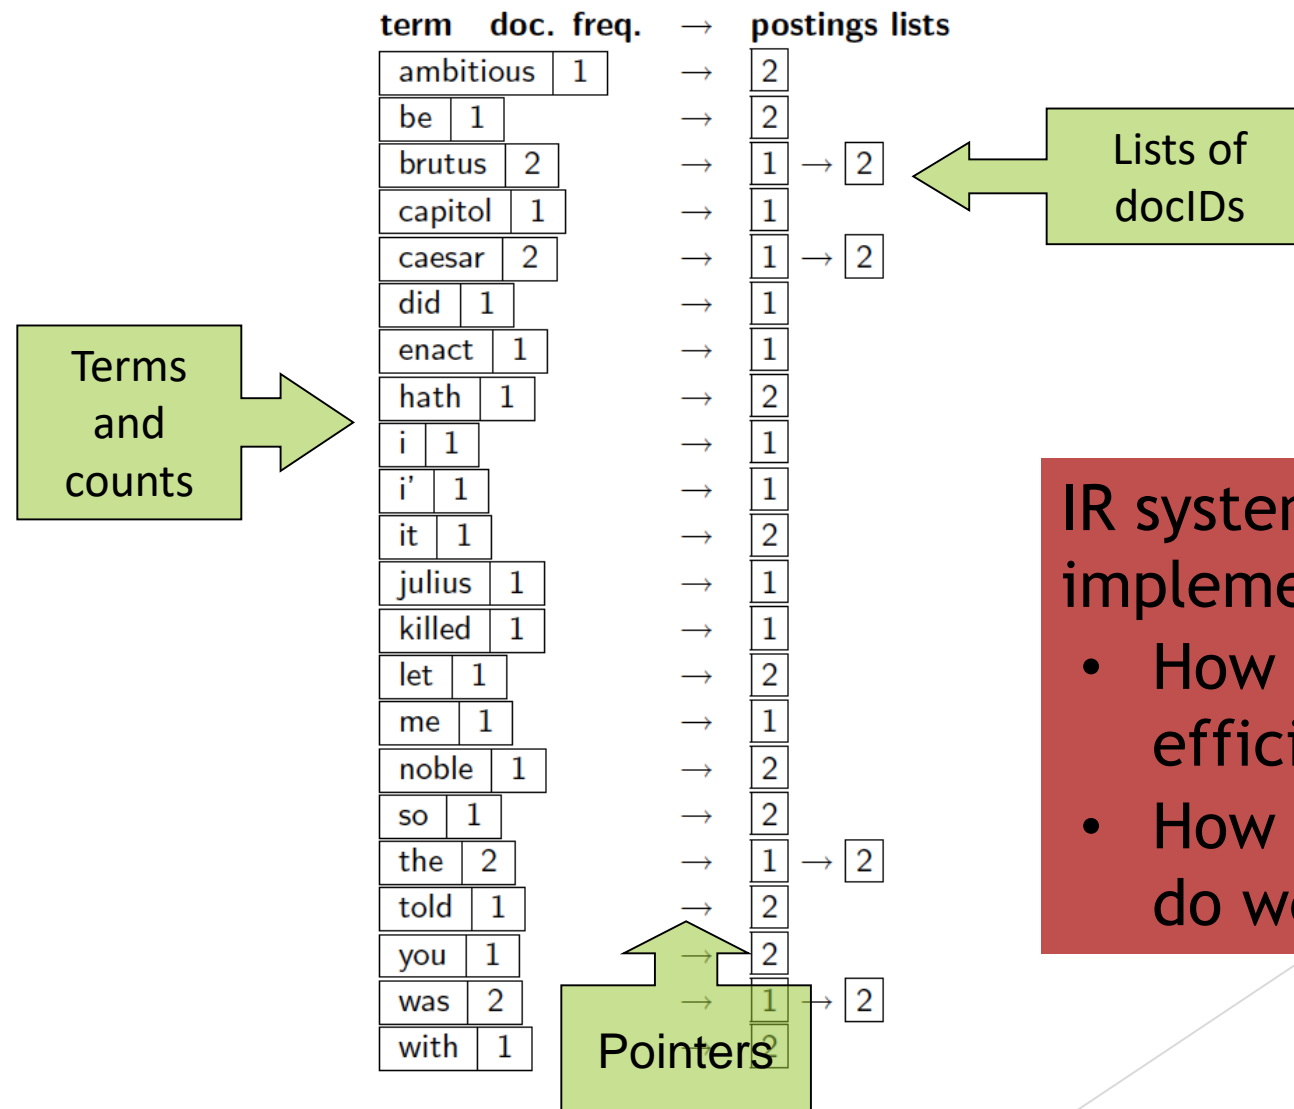 term doc. freq. → postings lists
ambitious 1 → 2
be 1 → 2
brutus 2 → 1 → 2
capitol 1 → 1
caesar 2 → 1 → 2
did 1 → 1
enact 1 → 1
hath 1 → 2
i 1 → 1
i' 1 → 1
it 1 → 2
julius 1 → 1
killed 1 → 1
let 1 → 2
me 1 → 1
noble 1 → 2
so 1 → 2
the 2 → 1 → 2
told 1 → 2
you 1 → 2
was 2 → 1 → 2
with 1 → 2
Terms
and
counts
Lists of
docIDs
Pointers
IR
• How
• How
do